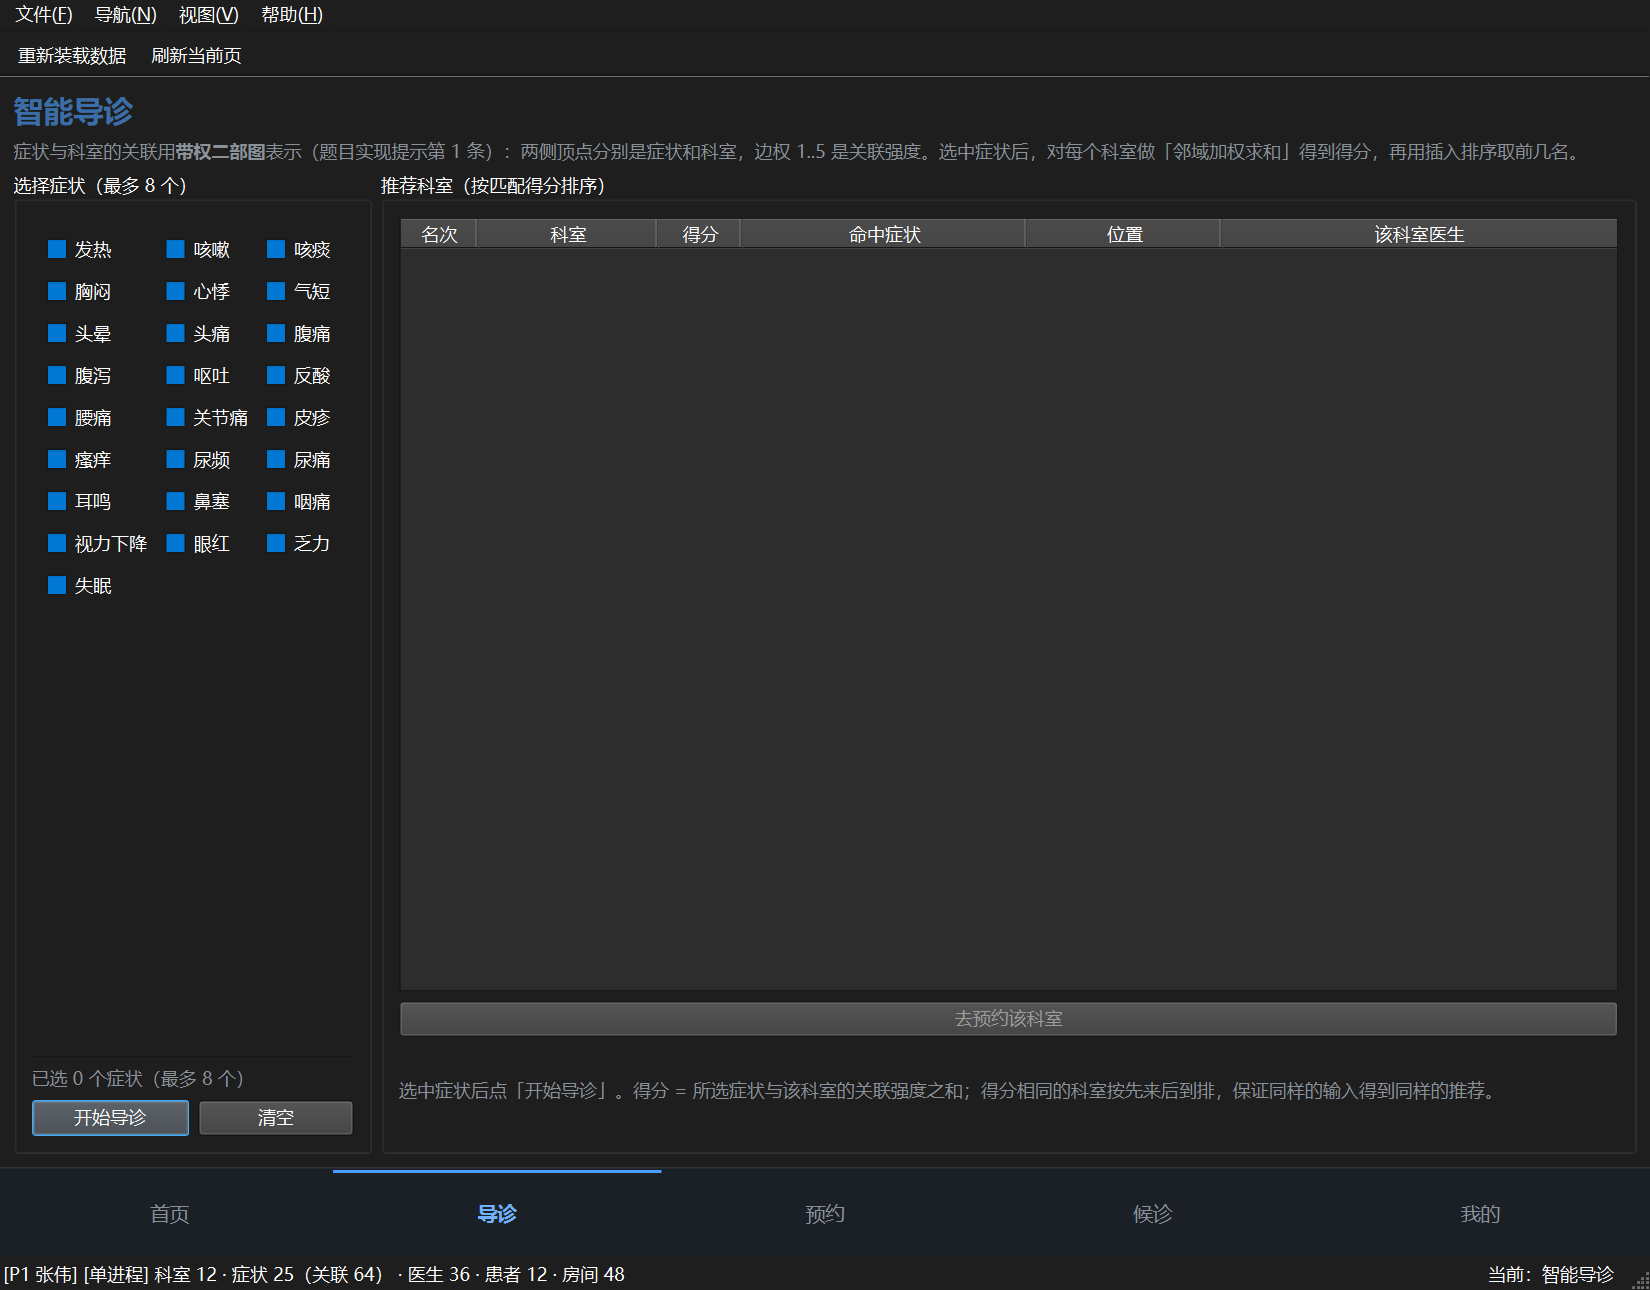 文件(F) 导航(N) 视图(V) 帮助(H)
重新装载数据 刷新当前页
智能导诊
症状与科室的关联用带权二部图表示（题目实现提示第 1 条）：两侧顶点分别是症状和科室，边权 1..5 是关联强度。选中症状后，对每个科室做「邻域加权求和」得到得分，再用插入排序取前几名。
选择症状（最多 8 个） 推荐科室（按匹配得分排序）
名次 科室 得分 命中症状 位置 该科室医生
发热 咳嗽 咳痰
胸闷 心悸 气短
头晕 头痛 腹痛
腹泻 呕吐 反酸
腰痛 关节痛 皮疹
瘙痒 尿频 尿痛
耳鸣 鼻塞 咽痛
视力下降 眼红 乏力
失眠
去预约该科室
已选 0 个症状（最多 8 个）
选中症状后点「开始导诊」。得分 = 所选症状与该科室的关联强度之和；得分相同的科室按先来后到排，保证同样的输入得到同样的推荐。
开始导诊 清空
首页 导诊 预约 候诊 我的
[P1 张伟] [单进程] 科室 12 · 症状 25（关联 64） · 医生 36 · 患者 12 · 房间 48 当前：智能导诊